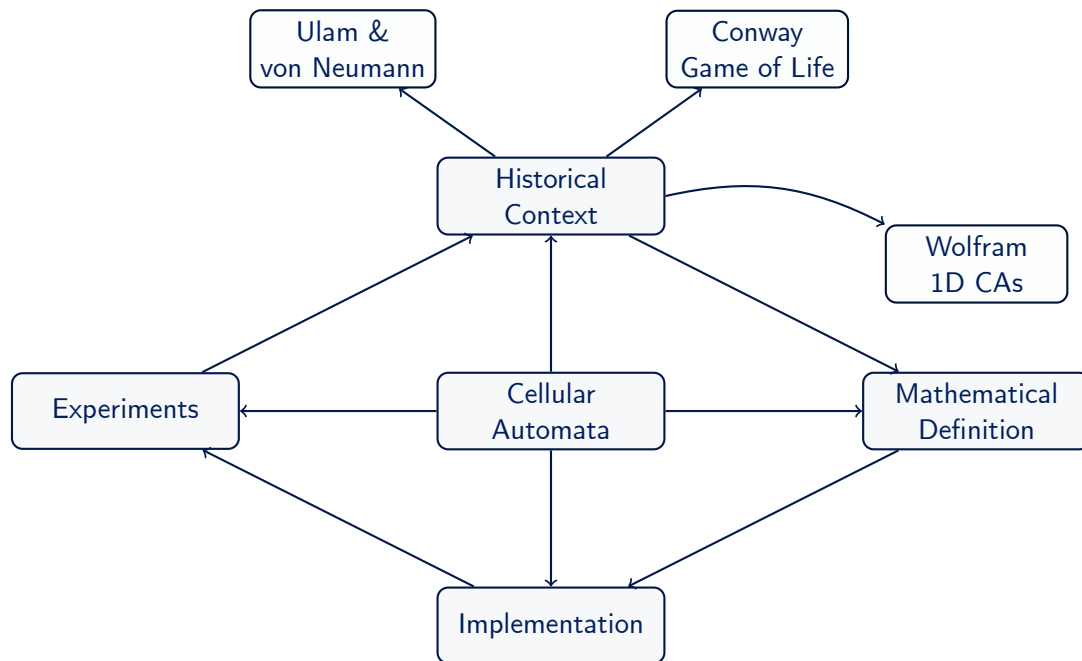 Ulam &
von Neumann
Conway
Game of Life
Historical
Context
Wolfram
1D CAs
Experiments
Cellular
Automata
Mathematical
Definition
Implementation